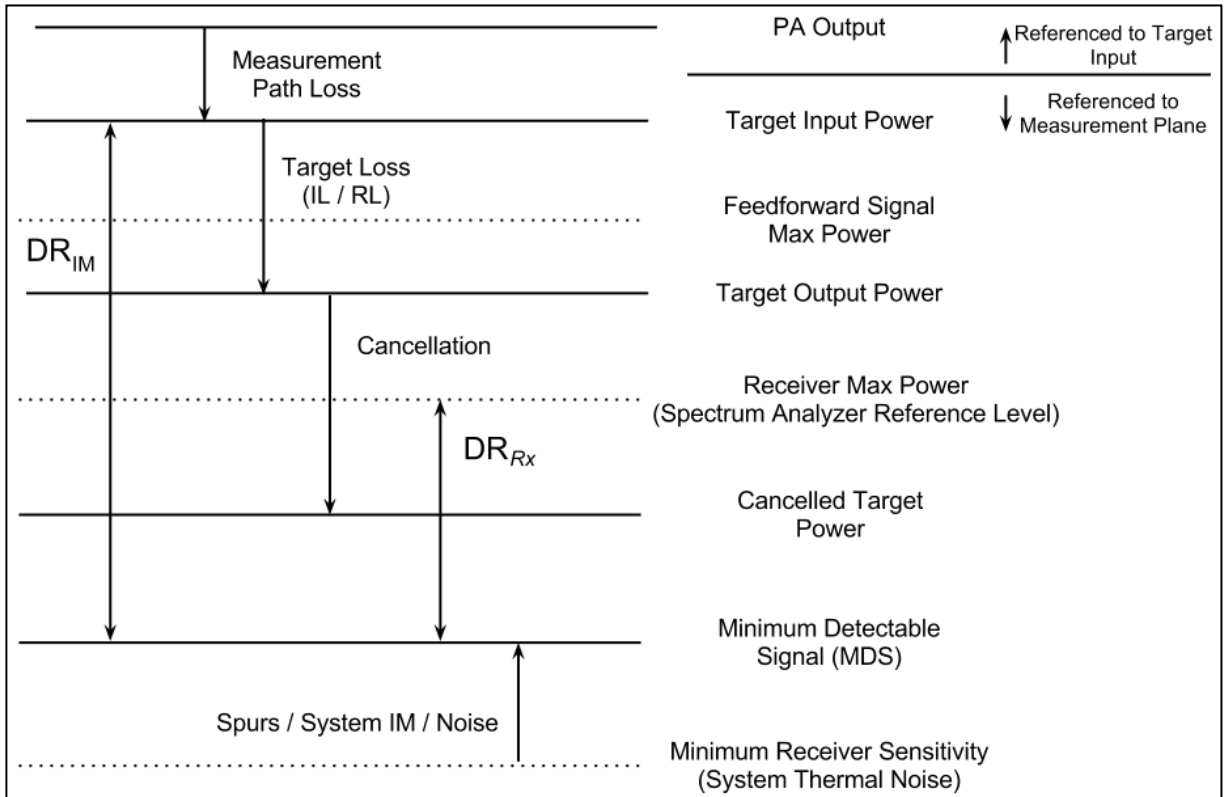 PA Output
Referenced to Target
Input
Measurement
Path Loss
Referenced to
Measurement Plane
Target Input Power
Target Loss
(IL / RL)
Feedforward Signal
Max Power
DR_IM
Target Output Power
Cancellation
Receiver Max Power
(Spectrum Analyzer Reference Level)
DR_Rx
Cancelled Target
Power
Minimum Detectable
Signal (MDS)
Spurs / System IM / Noise
Minimum Receiver Sensitivity
(System Thermal Noise)